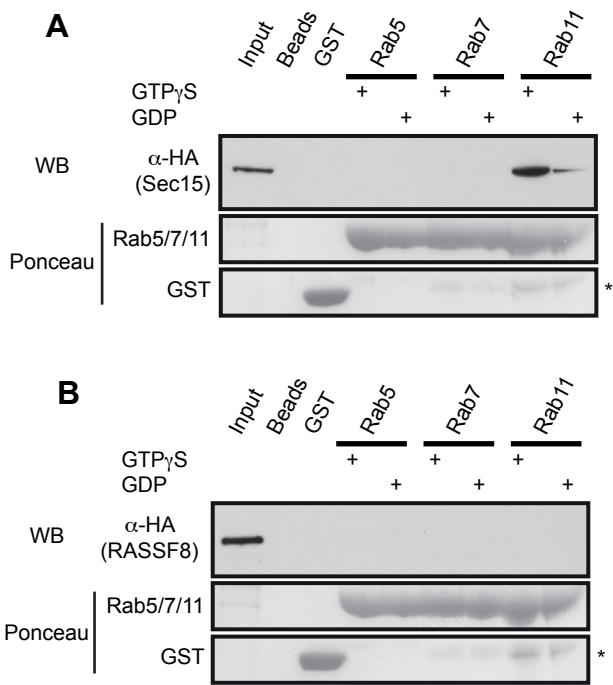 A
Input Beads GST Rab5 Rab7 Rab11
GTPγS + + +
GDP + + +
WB α-HA
(Sec15)
Ponceau Rab5/7/11
GST *
B
Input Beads GST Rab5 Rab7 Rab11
GTPγS + + +
GDP + + +
WB α-HA
(RASSF8)
Ponceau Rab5/7/11
GST *